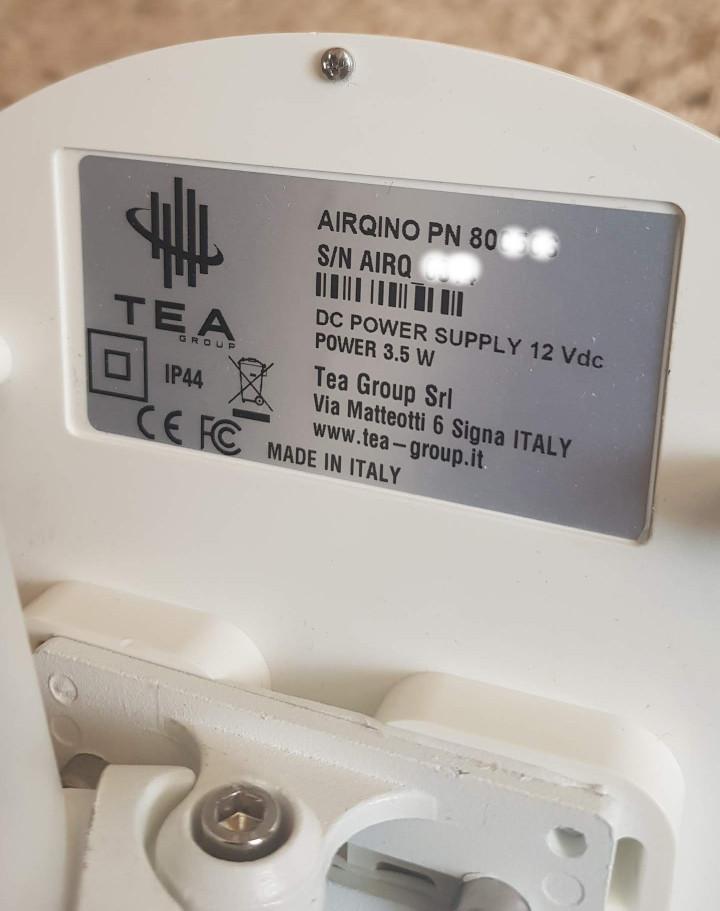 AIRQINO PN 80
S/N AIRQ_
TEA
GROUP
DC POWER SUPPLY 12 Vdc
POWER 3.5 W
IP44
Tea Group Srl
Via Matteotti 6 Signa ITALY
www.tea-group.it
CE FC
MADE IN ITALY